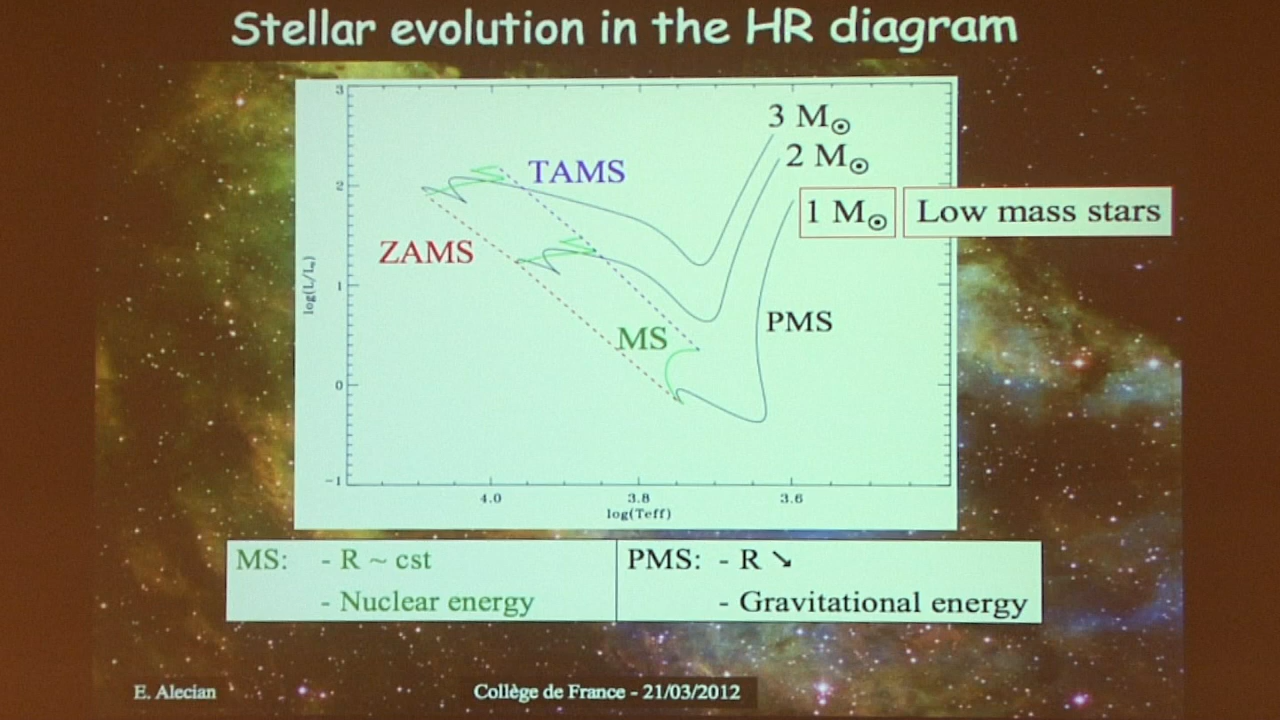 Stellar evolution in the HR diagram
3
3 M⊙
2 M⊙
TAMS
2
1 M⊙
Low mass stars
ZAMS
log(L/L⊙)
1
PMS
MS
0
-1
4.0
3.8
3.6
log(Teff)
MS: - R ~ cst
- Nuclear energy
PMS: - R ↘
- Gravitational energy
E. Alecian
Collège de France - 21/03/2012